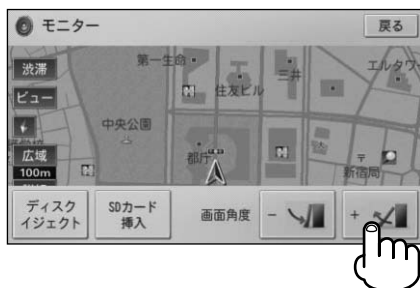 モニター
戻る
渋滞
第一生命
三井
エルタワ
ビュー
住友ビル
中央公園
広域
100m
都庁
新宿局
ディスク
イジェクト
SDカード
挿入
画面角度
-
+